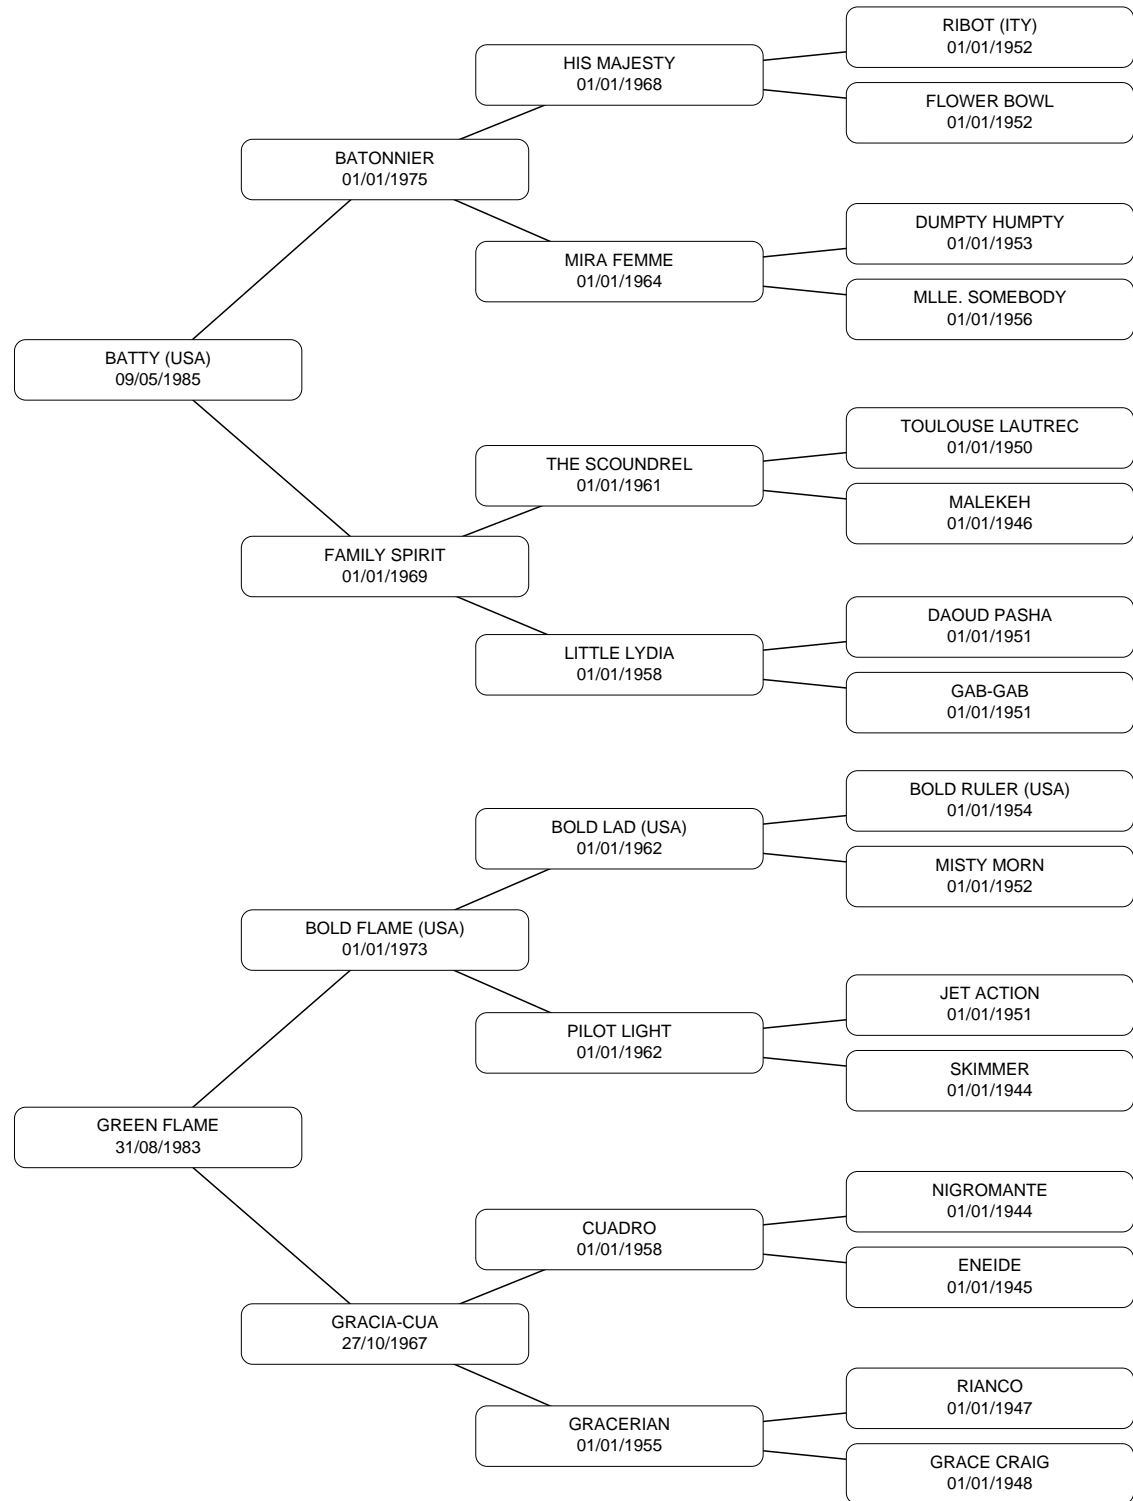 RIBOT (ITY)
01/01/1952
HIS MAJESTY
01/01/1968
FLOWER BOWL
01/01/1952
BATONNIER
01/01/1975
DUMPTY HUMPTY
01/01/1953
MIRA FEMME
01/01/1964
MLLE. SOMEBODY
01/01/1956
BATTY (USA)
09/05/1985
TOULOUSE LAUTREC
01/01/1950
THE SCOUNDREL
01/01/1961
MALEKEH
01/01/1946
FAMILY SPIRIT
01/01/1969
DAOUD PASHA
01/01/1951
LITTLE LYDIA
01/01/1958
GAB-GAB
01/01/1951
BOLD RULER (USA)
01/01/1954
BOLD LAD (USA)
01/01/1962
MISTY MORN
01/01/1952
BOLD FLAME (USA)
01/01/1973
JET ACTION
01/01/1951
PILOT LIGHT
01/01/1962
SKIMMER
01/01/1944
GREEN FLAME
31/08/1983
NIGROMANTE
01/01/1944
CUADRO
01/01/1958
ENEIDE
01/01/1945
GRACIA-CUA
27/10/1967
RIANCO
01/01/1947
GRACERIAN
01/01/1955
GRACE CRAIG
01/01/1948